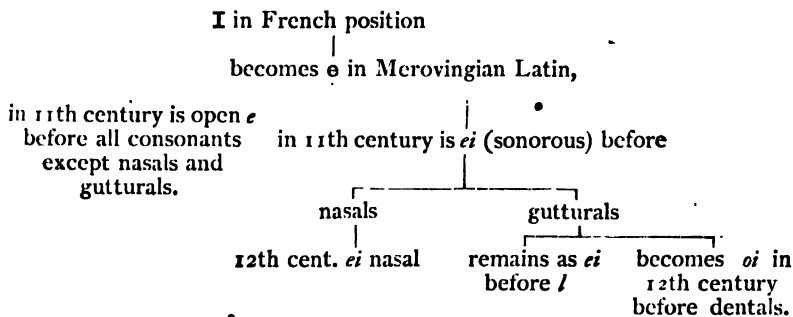 I in French position
becomes e in Merovingian Latin,
in 11th century is open e
before all consonants
except nasals and
gutturals.
in 11th century is ei (sonorous) before
nasals
gutturals
12th cent. ei nasal
remains as ei
before l
becomes oi in
12th century
before dentals.